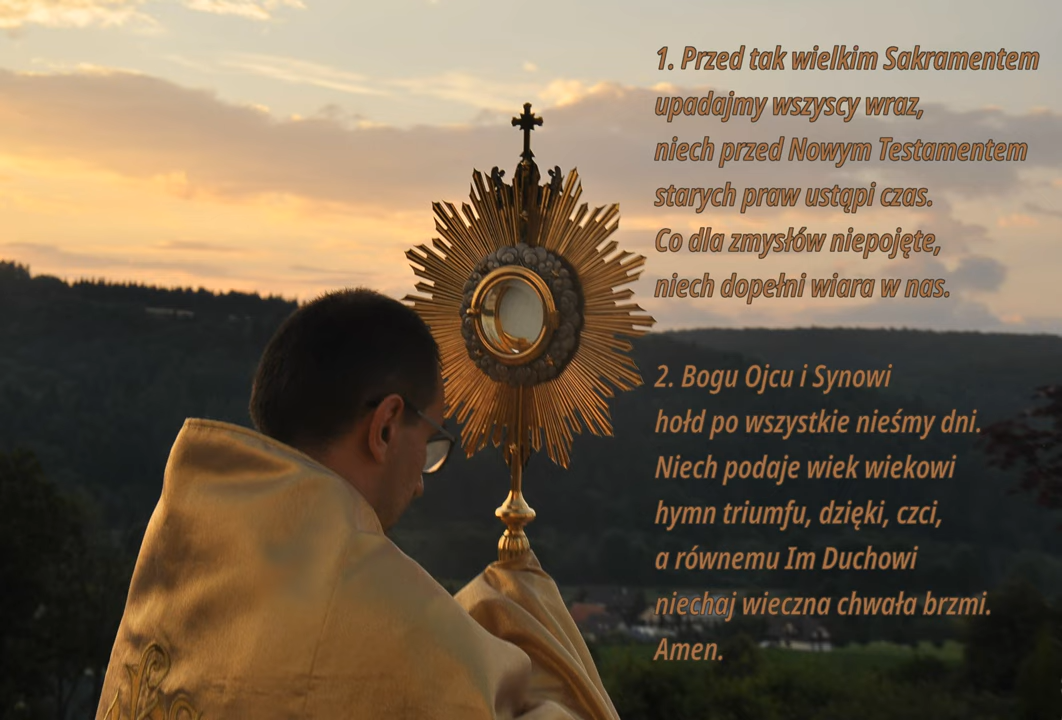 1. Przed tak wielkim Sakramentem
upadajmy wszyscy wraz,
niech przed Nowym Testamentem
starych praw ustąpi czas.
Co dla zmysłów niepojęte,
niech dopełni wiara w nas.
2. Bogu Ojcu i Synowi
hołd po wszystkie nieśmy dni.
Niech podaje wiek wiekowi
hymn triumfu, dzięki, czci,
a równemu Im Duchowi
niechaj wieczna chwała brzmi.
Amen.